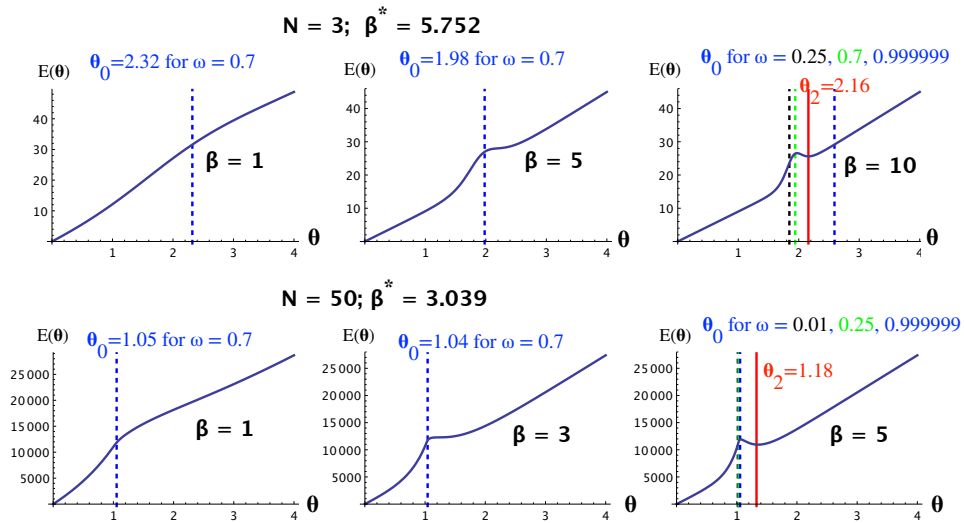 N = 3; β* = 5.752
θ0=2.32 for ω = 0.7
θ0=1.98 for ω = 0.7
θ0 for ω = 0.25, 0.7, 0.999999
E(θ)
E(θ)
E(θ)
θ2=2.16
40
30
20
10
β = 1
1 2 3 4
θ
40
30
20
10
β = 5
1 2 3 4
θ
40
30
20
10
β = 10
1 2 3 4
θ
N = 50; β* = 3.039
θ0=1.05 for ω = 0.7
θ0=1.04 for ω = 0.7
θ0 for ω = 0.01, 0.25, 0.999999
E(θ)
E(θ)
E(θ)
θ2=1.18
25000
20000
15000
10000
5000
β = 1
1 2 3 4
θ
25000
20000
15000
10000
5000
β = 3
1 2 3 4
θ
25000
20000
15000
10000
5000
β = 5
1 2 3 4
θ